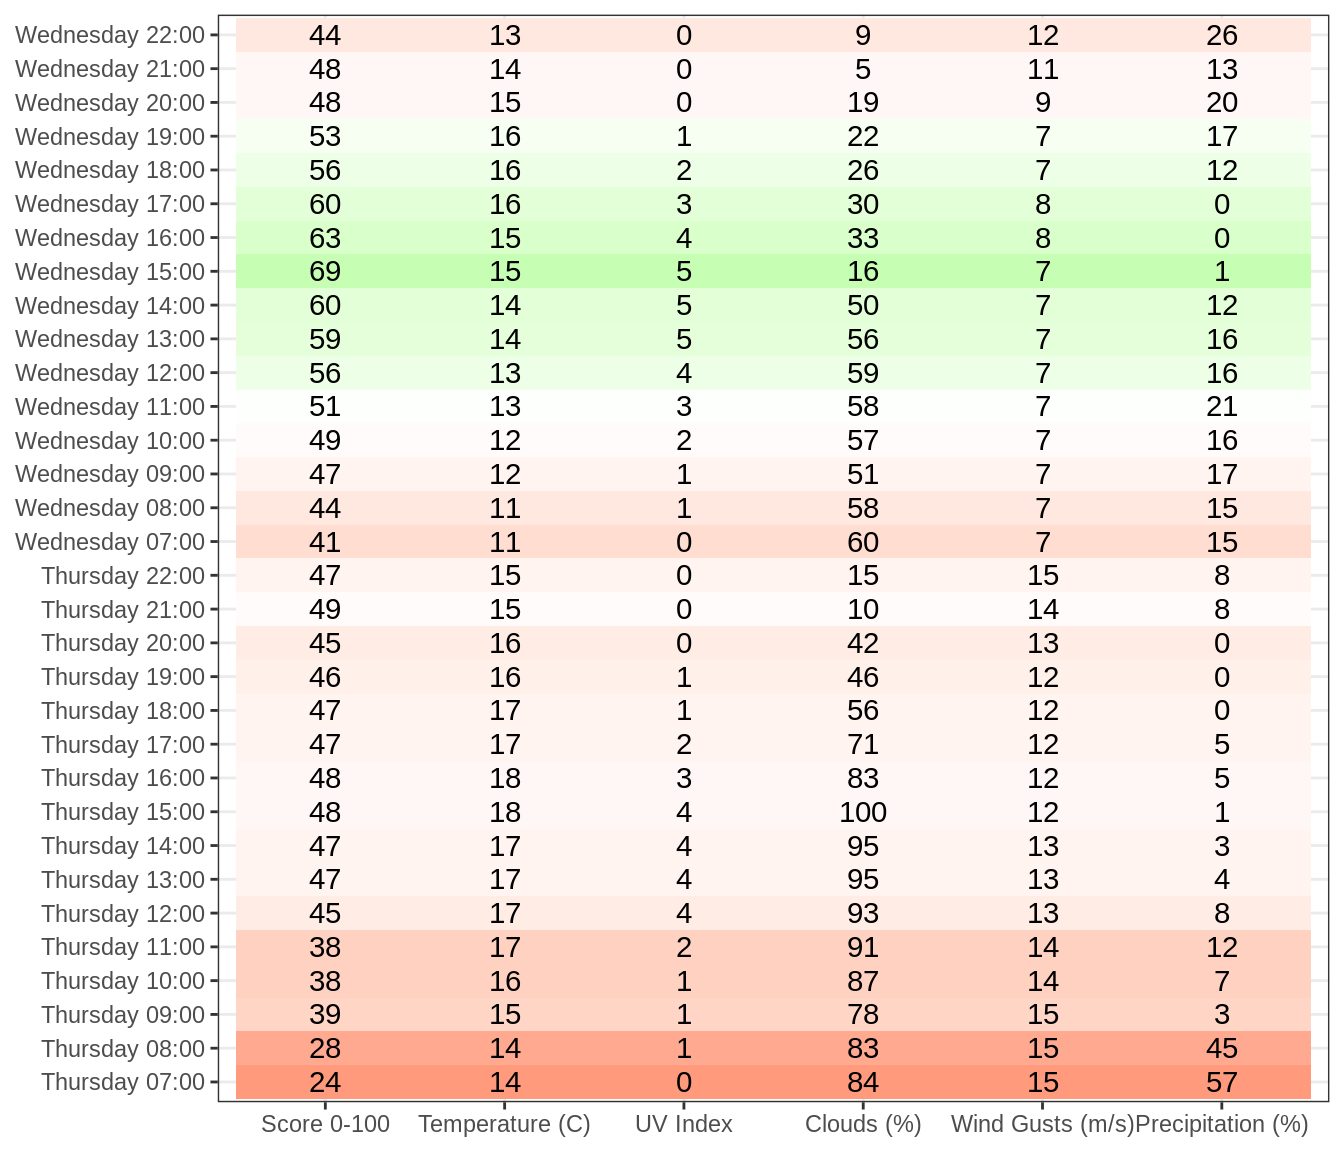 Wednesday 22:00 44 13 0 9 12 26
Wednesday 21:00 48 14 0 5 11 13
Wednesday 20:00 48 15 0 19 9 20
Wednesday 19:00 53 16 1 22 7 17
Wednesday 18:00 56 16 2 26 7 12
Wednesday 17:00 60 16 3 30 8 0
Wednesday 16:00 63 15 4 33 8 0
Wednesday 15:00 69 15 5 16 7 1
Wednesday 14:00 60 14 5 50 7 12
Wednesday 13:00 59 14 5 56 7 16
Wednesday 12:00 56 13 4 59 7 16
Wednesday 11:00 51 13 3 58 7 21
Wednesday 10:00 49 12 2 57 7 16
Wednesday 09:00 47 12 1 51 7 17
Wednesday 08:00 44 11 1 58 7 15
Wednesday 07:00 41 11 0 60 7 15
Thursday 22:00 47 15 0 15 15 8
Thursday 21:00 49 15 0 10 14 8
Thursday 20:00 45 16 0 42 13 0
Thursday 19:00 46 16 1 46 12 0
Thursday 18:00 47 17 1 56 12 0
Thursday 17:00 47 17 2 71 12 5
Thursday 16:00 48 18 3 83 12 5
Thursday 15:00 48 18 4 100 12 1
Thursday 14:00 47 17 4 95 13 3
Thursday 13:00 47 17 4 95 13 4
Thursday 12:00 45 17 4 93 13 8
Thursday 11:00 38 17 2 91 14 12
Thursday 10:00 38 16 1 87 14 7
Thursday 09:00 39 15 1 78 15 3
Thursday 08:00 28 14 1 83 15 45
Thursday 07:00 24 14 0 84 15 57
Score 0-100 Temperature (C) UV Index Clouds (%) Wind Gusts (m/s) Precipitation (%)